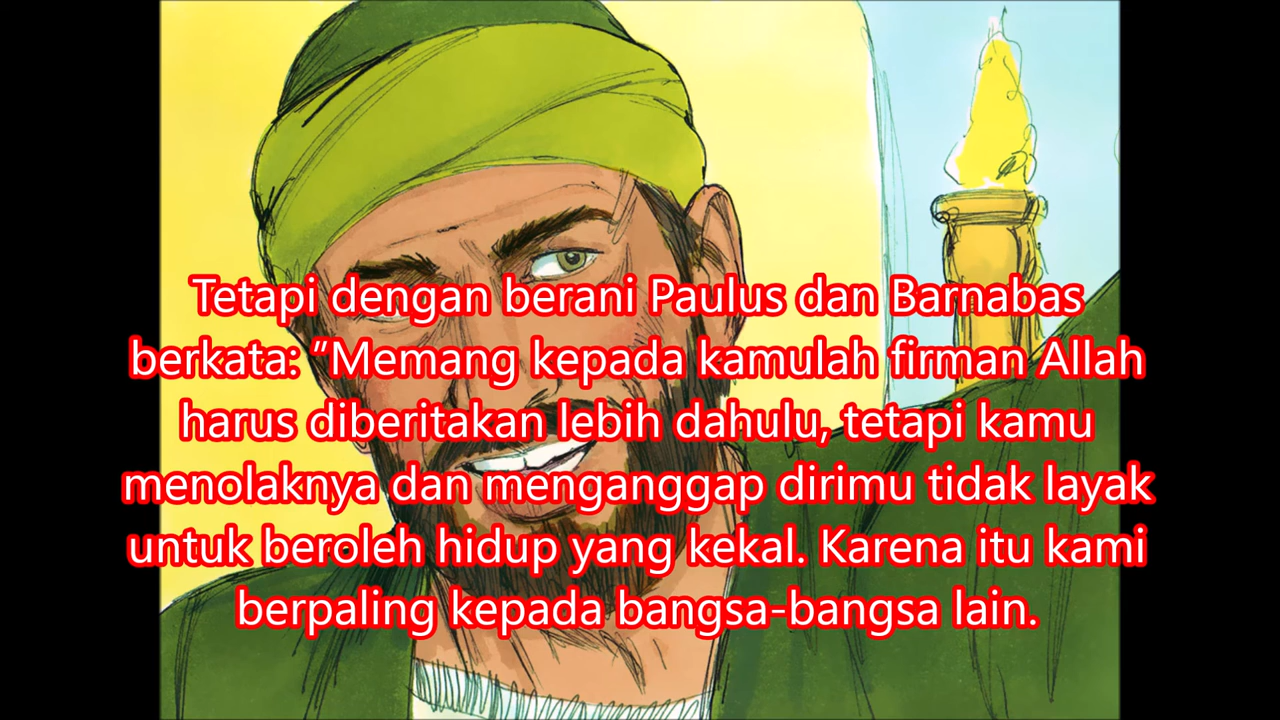 Tetapi dengan berani Paulus dan Barnabas
berkata: ”Memang kepada kamulah firman Allah
harus diberitakan lebih dahulu, tetapi kamu
menolaknya dan menganggap dirimu tidak layak
untuk beroleh hidup yang kekal. Karena itu kami
berpaling kepada bangsa-bangsa lain.